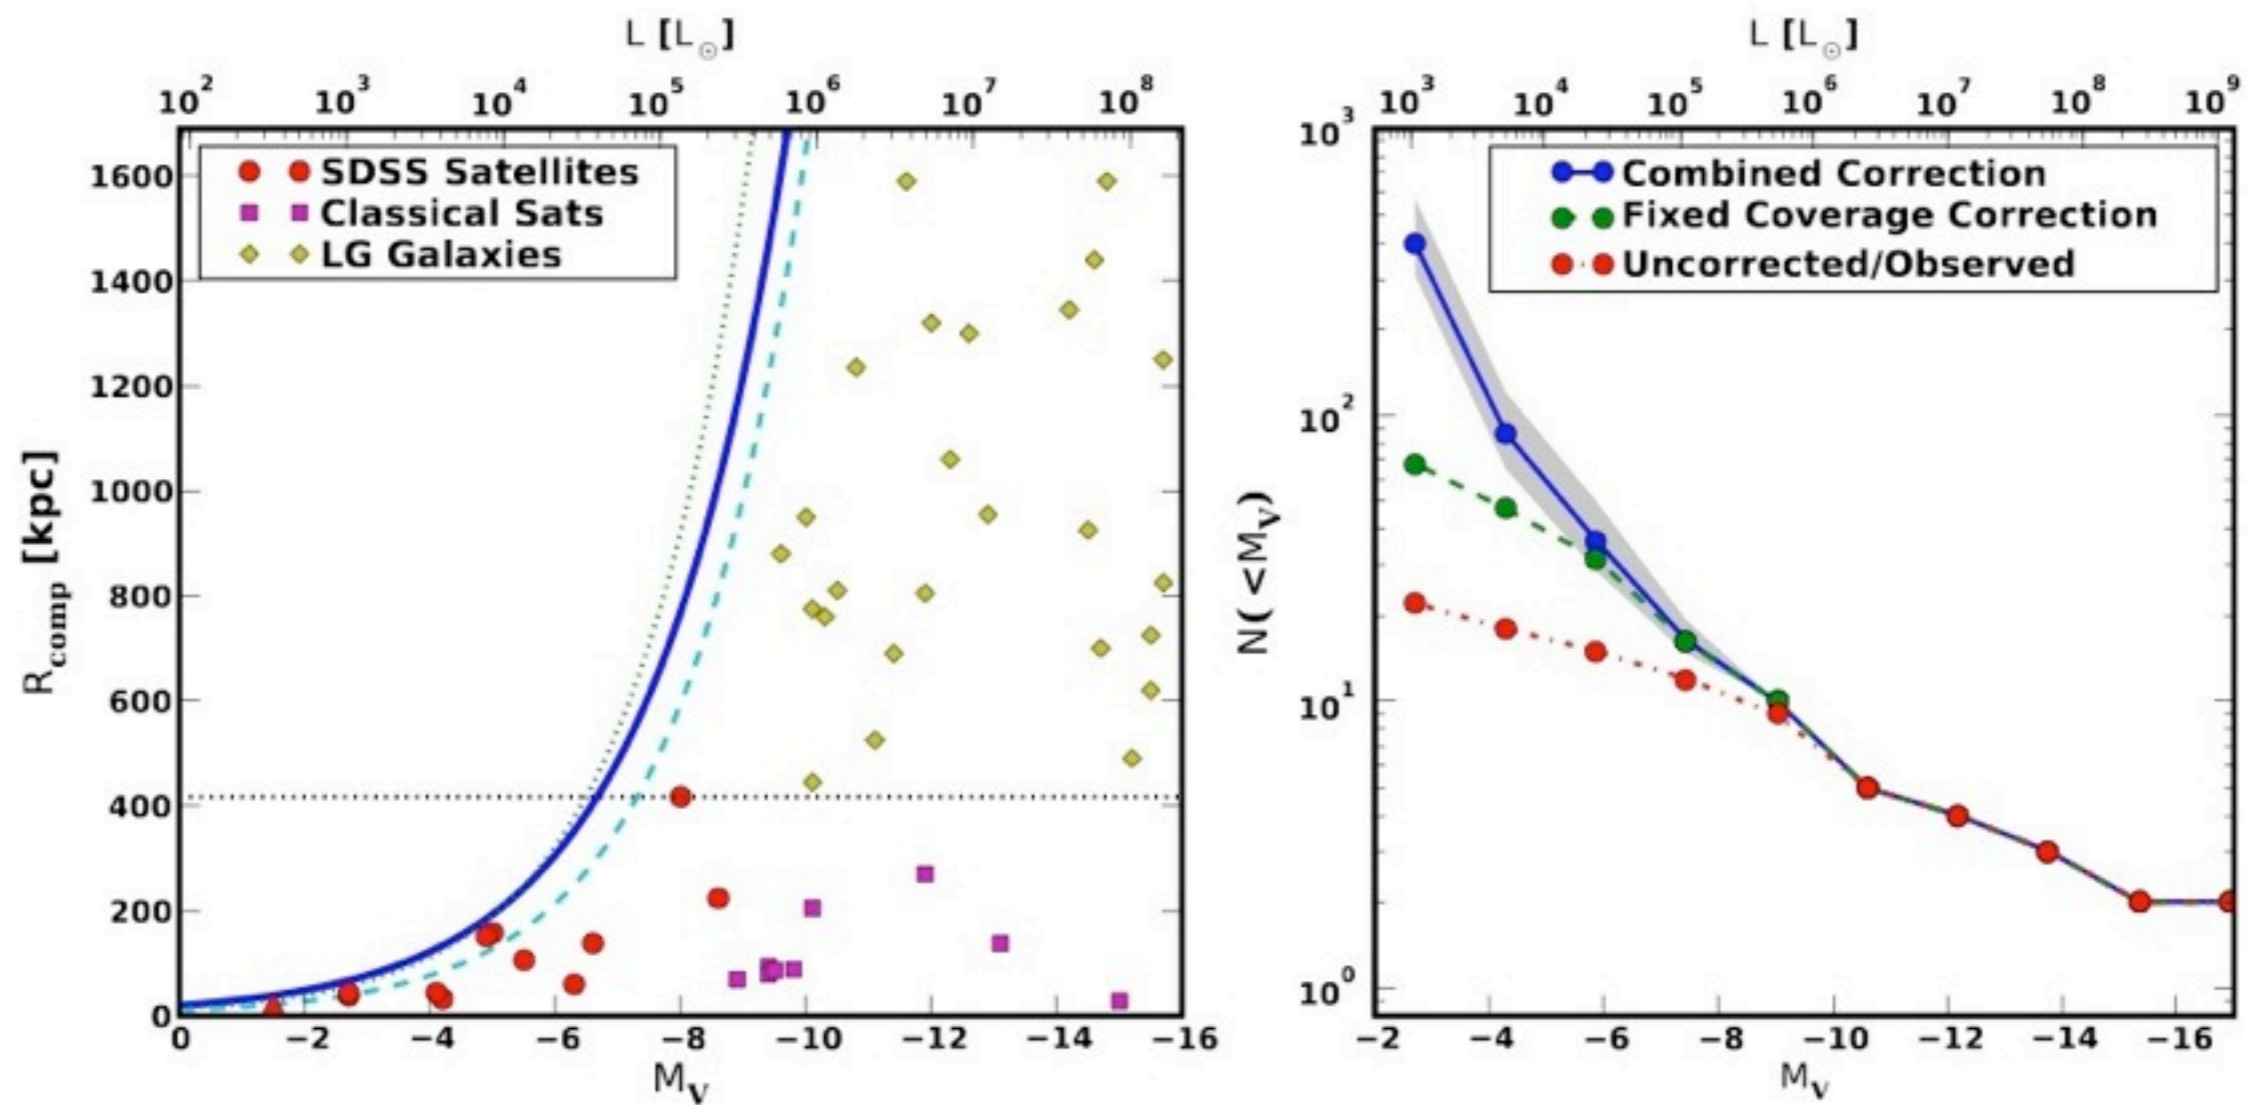 L [L☉]
10² 10³ 10⁴ 10⁵ 10⁶ 10⁷ 10⁸
SDSS Satellites
Classical Sats
LG Galaxies
R_comp [kpc]
1600
1400
1200
1000
800
600
400
200
0
0 −2 −4 −6 −8 −10 −12 −14 −16
M_V
L [L☉]
10³ 10⁴ 10⁵ 10⁶ 10⁷ 10⁸ 10⁹
Combined Correction
Fixed Coverage Correction
Uncorrected/Observed
N(<M_V)
10³
10²
10¹
10⁰
−2 −4 −6 −8 −10 −12 −14 −16
M_V